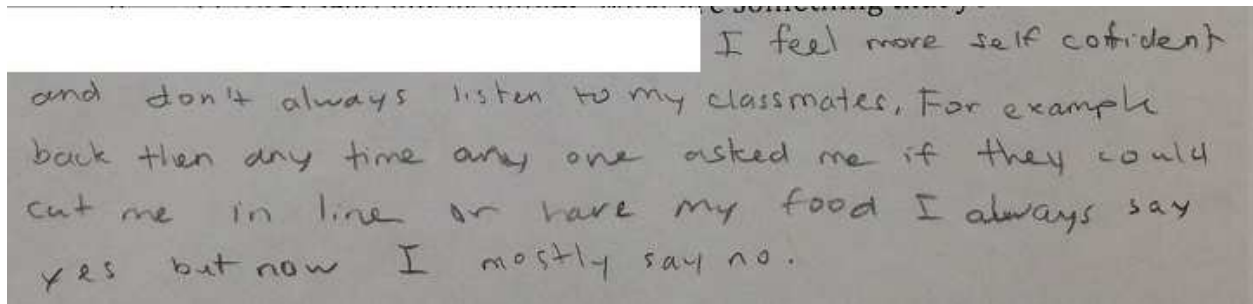 I feel more self cofident
and don't always listen to my classmates. For example
back then any time any one asked me if they could
cut me in line or have my food I always say
yes but now I mostly say no.